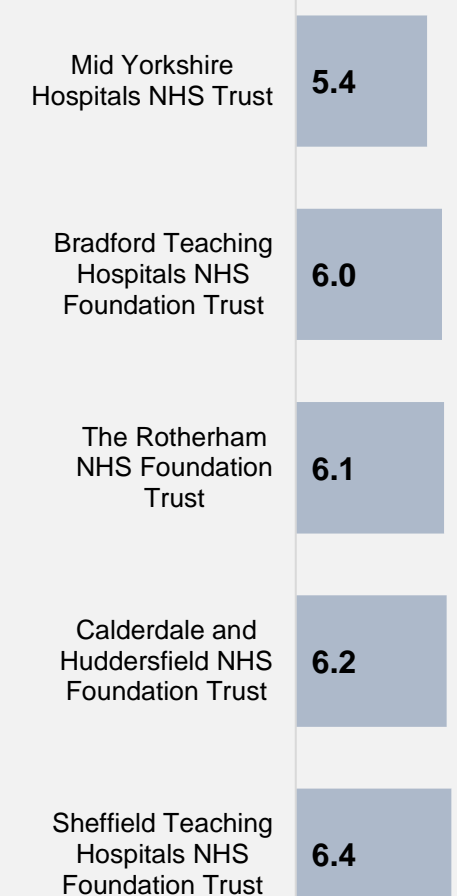 Mid Yorkshire
Hospitals NHS Trust
5.4
Bradford Teaching
Hospitals NHS
Foundation Trust
6.0
The Rotherham
NHS Foundation
Trust
6.1
Calderdale and
Huddersfield NHS
Foundation Trust
6.2
Sheffield Teaching
Hospitals NHS
Foundation Trust
6.4